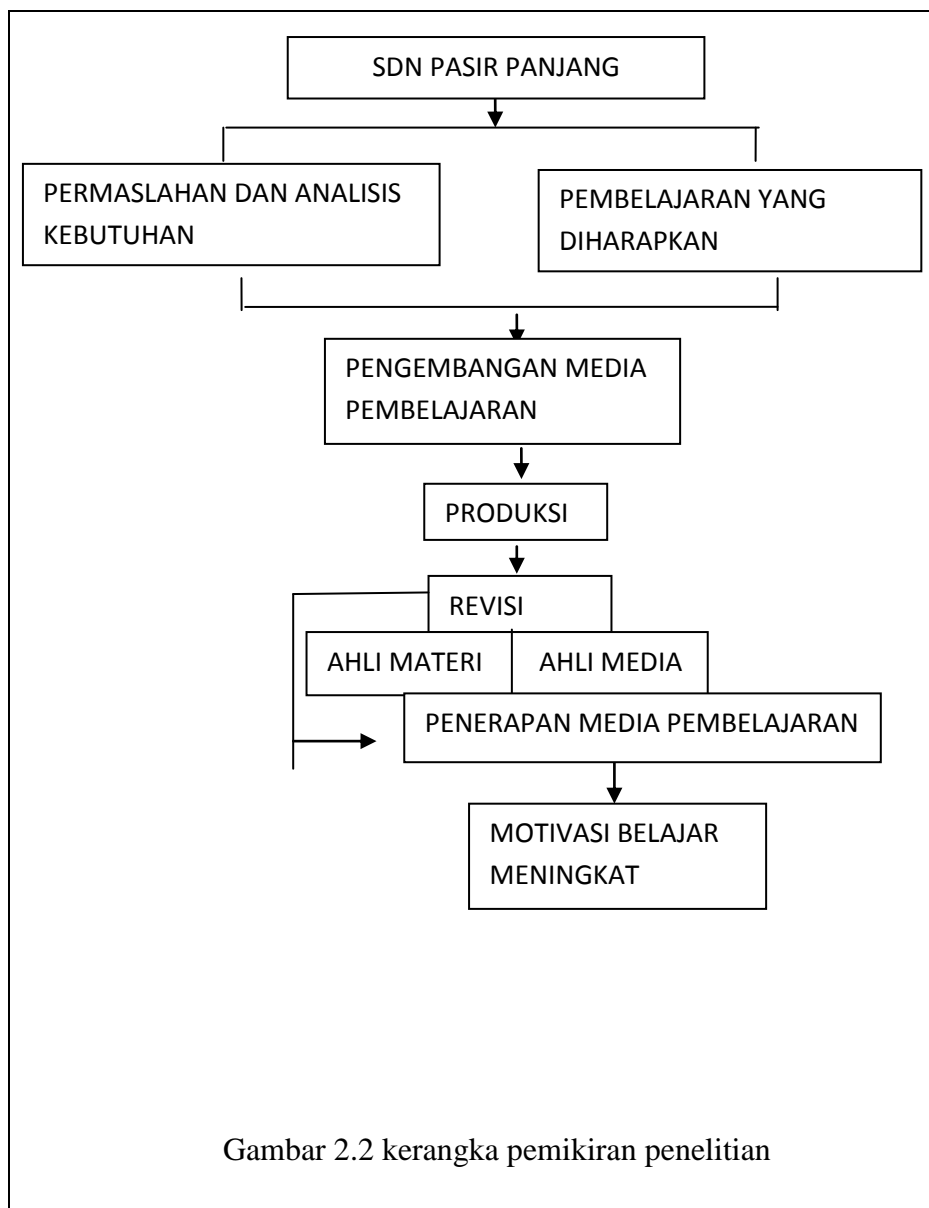 SDN PASIR PANJANG
PERMASLAHAN DAN ANALISIS
KEBUTUHAN
PEMBELAJARAN YANG
DIHARAPKAN
PENGEMBANGAN MEDIA
PEMBELAJARAN
PRODUKSI
REVISI
AHLI MATERI
AHLI MEDIA
PENERAPAN MEDIA PEMBELAJARAN
MOTIVASI BELAJAR
MENINGKAT
Gambar 2.2 kerangka pemikiran penelitian